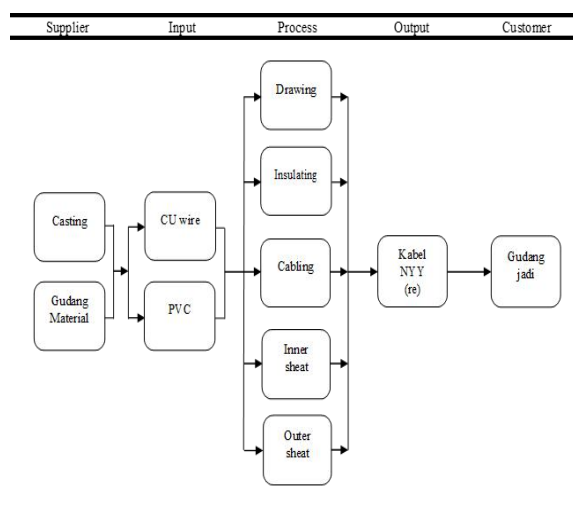 Supplier Input Process Output Customer
Drawing
Insulating
Casting
CU wire
Cabling
Kabel
NYY
(re)
Gudang
jadi
Gudang
Material
PVC
Inner
sheat
Outer
sheat